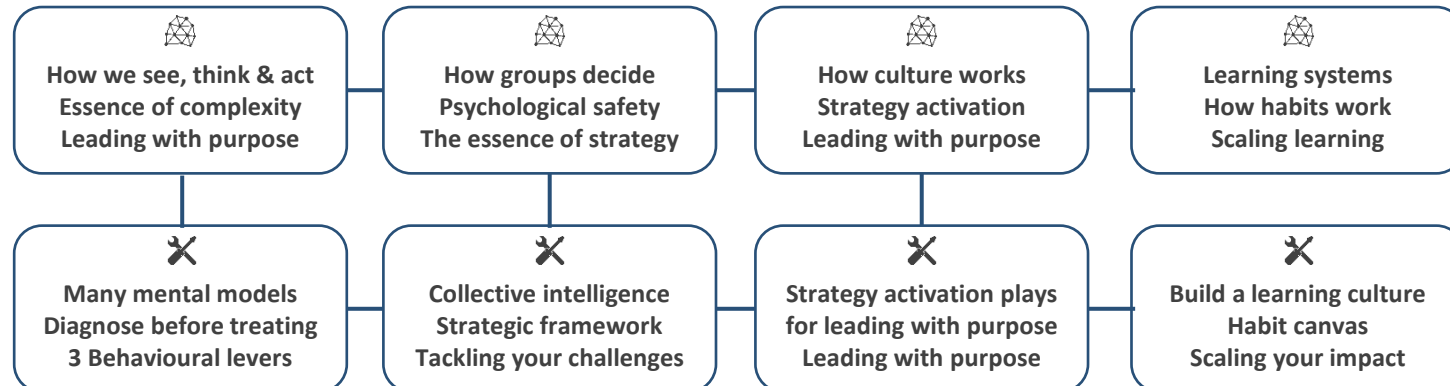 How we see, think & act
Essence of complexity
Leading with purpose
How groups decide
Psychological safety
The essence of strategy
How culture works
Strategy activation
Leading with purpose
Learning systems
How habits work
Scaling learning
Many mental models
Diagnose before treating
3 Behavioural levers
Collective intelligence
Strategic framework
Tackling your challenges
Strategy activation plays
for leading with purpose
Leading with purpose
Build a learning culture
Habit canvas
Scaling your impact